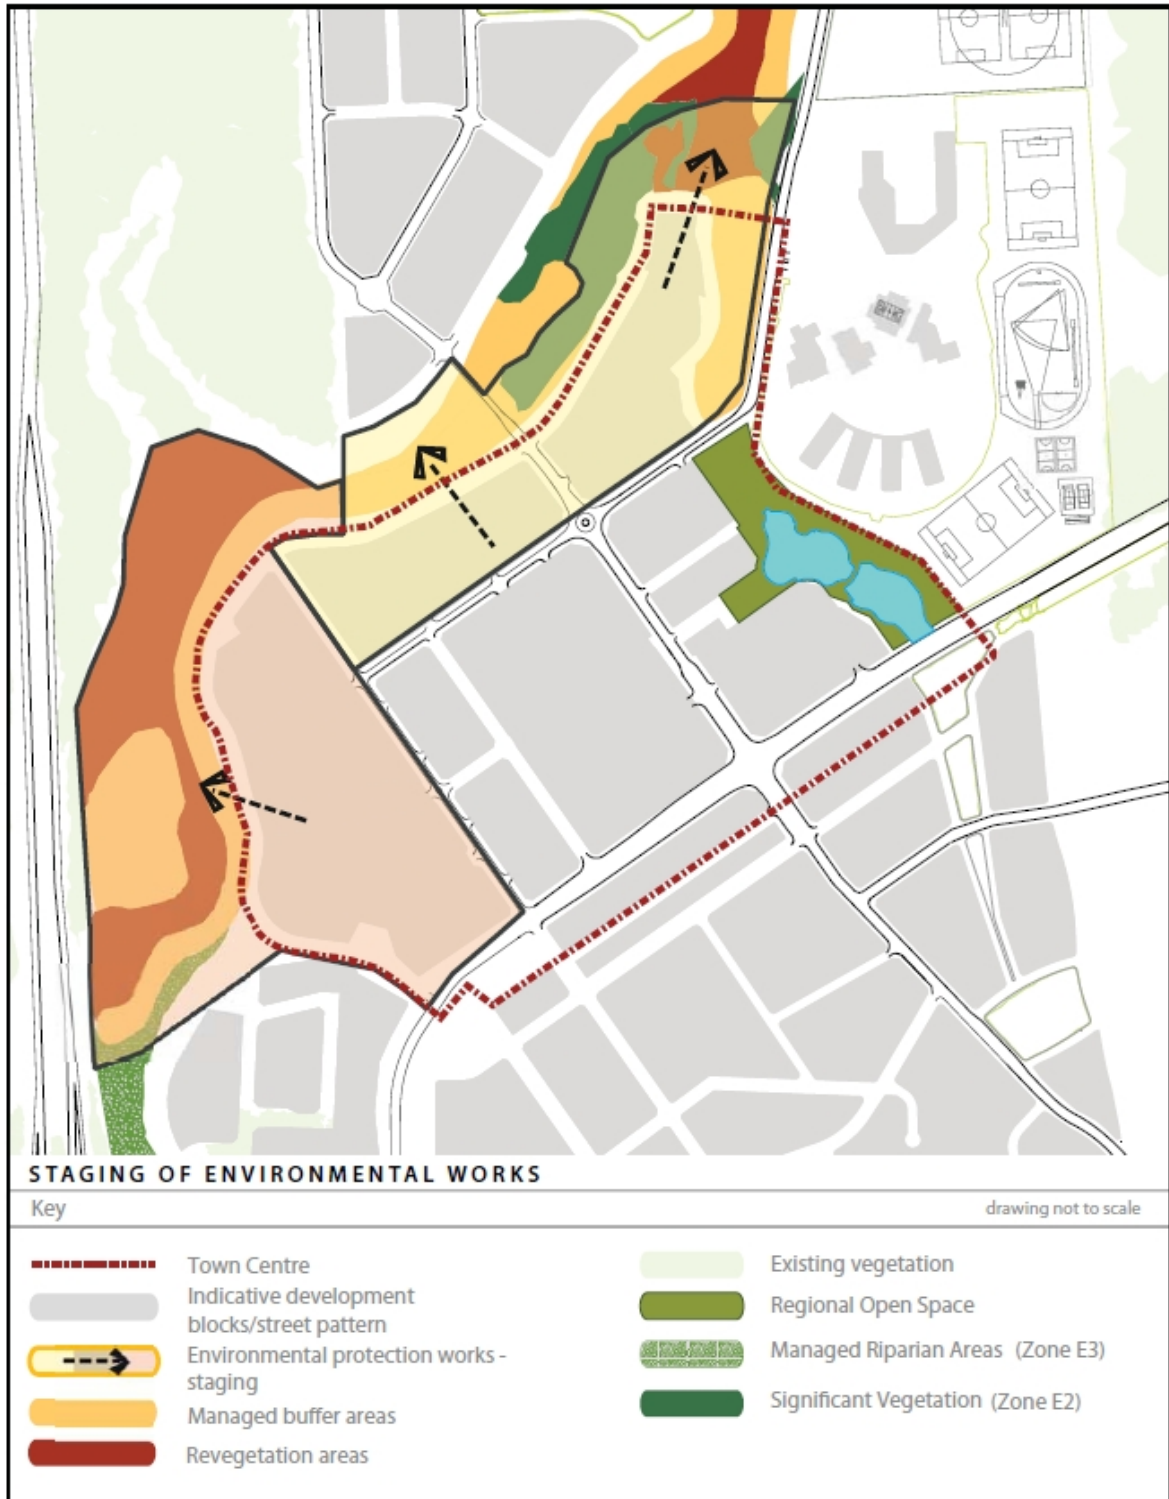 STAGING OF ENVIRONMENTAL WORKS
Key
drawing not to scale
Town Centre
Indicative development
blocks/street pattern
Environmental protection works -
staging
Managed buffer areas
Revegetation areas
Existing vegetation
Regional Open Space
Managed Riparian Areas (Zone E3)
Significant Vegetation (Zone E2)